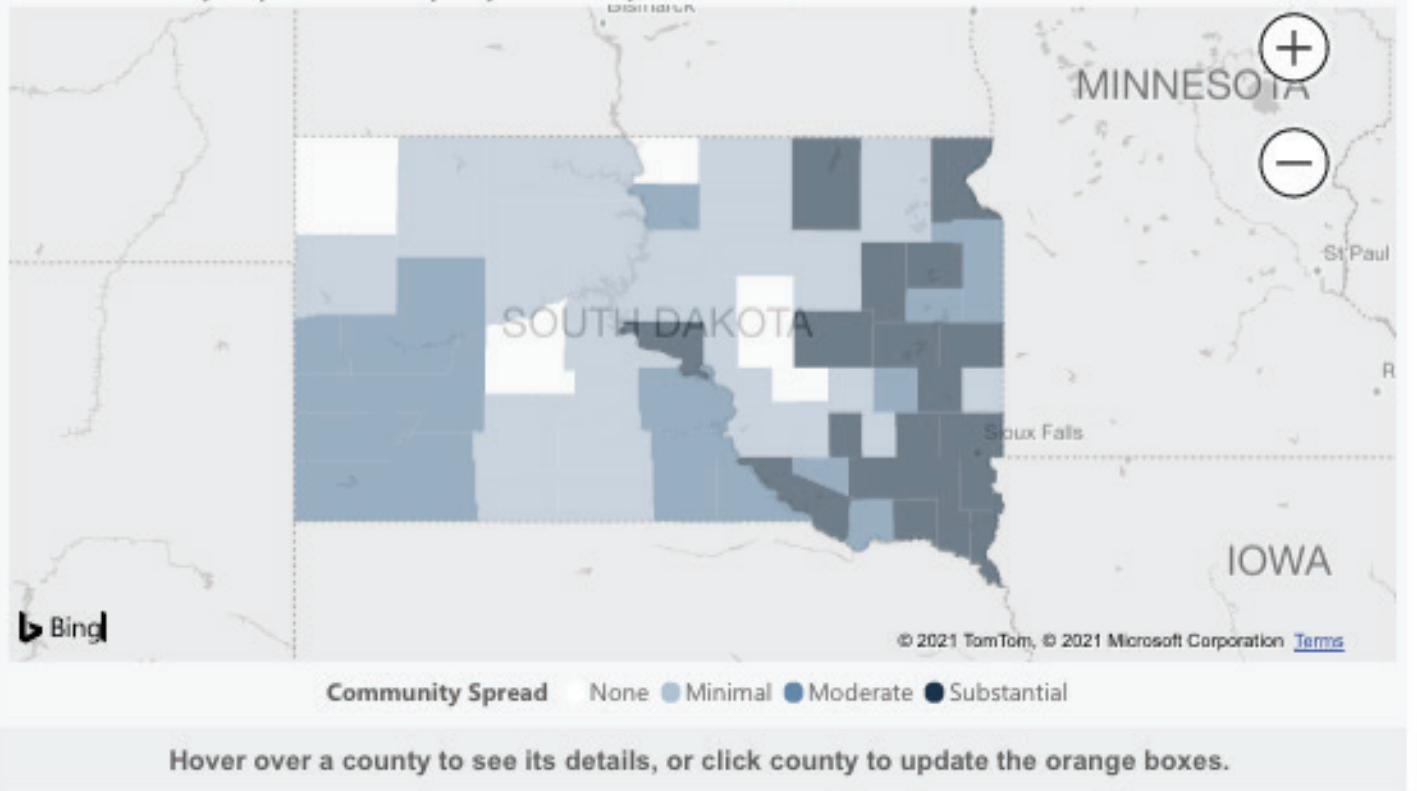 Bismarck
MINNESOTA
St Paul
SOUTH DAKOTA
R
Sioux Falls
IOWA
Bing
© 2021 TomTom, © 2021 Microsoft Corporation Terms
Community Spread None Minimal Moderate Substantial
Hover over a county to see its details, or click county to update the orange boxes.